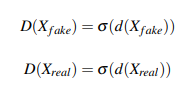 D(X_{fake}) = σ(d(X_{fake}))
D(X_{real}) = σ(d(X_{real}))